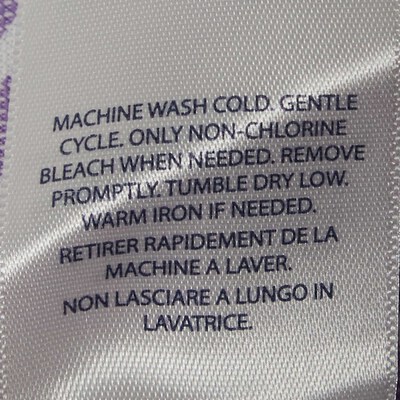 MACHINE WASH COLD. GENTLE
CYCLE. ONLY NON-CHLORINE
BLEACH WHEN NEEDED. REMOVE
PROMPTLY. TUMBLE DRY LOW.
WARM IRON IF NEEDED.
RETIRER RAPIDEMENT DE LA
MACHINE A LAVER.
NON LASCIARE A LUNGO IN
LAVATRICE.